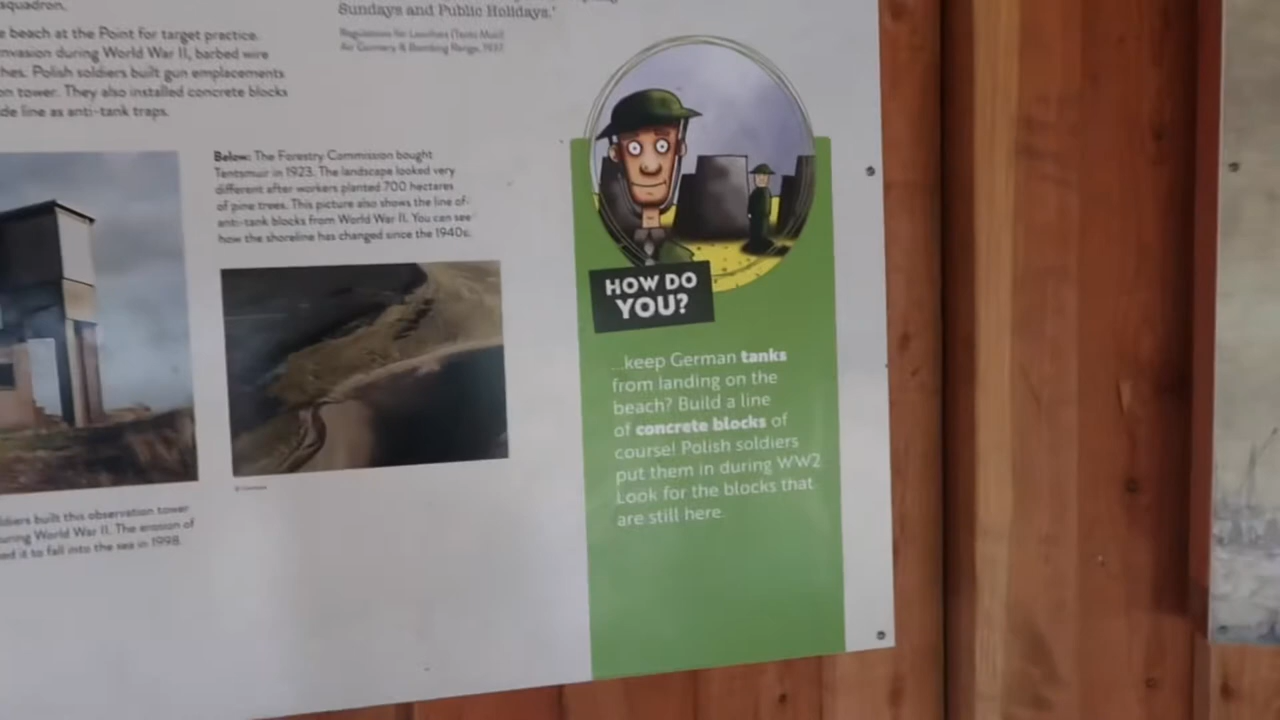 squadron.
e beach at the Point for target practice.
nvasion during World War II, barbed wire
hes. Polish soldiers built gun emplacements
on tower. They also installed concrete blocks
de line as anti-tank traps.
Sundays and Public Holidays.'
Regulations for Leuchars (Tents Muir)
Air Gunnery & Bombing Range, 1937
Below: The Forestry Commission bought
Tentsmuir in 1923. The landscape looked very
different after workers planted 700 hectares
of pine trees. This picture also shows the line of
anti-tank blocks from World War II. You can see
how the shoreline has changed since the 1940s.
ldiers built this observation tower
uring World War II. The erosion of
ed it to fall into the sea in 1998.
HOW DO
YOU?
...keep German tanks
from landing on the
beach? Build a line
of concrete blocks of
course! Polish soldiers
put them in during WW2.
Look for the blocks that
are still here.